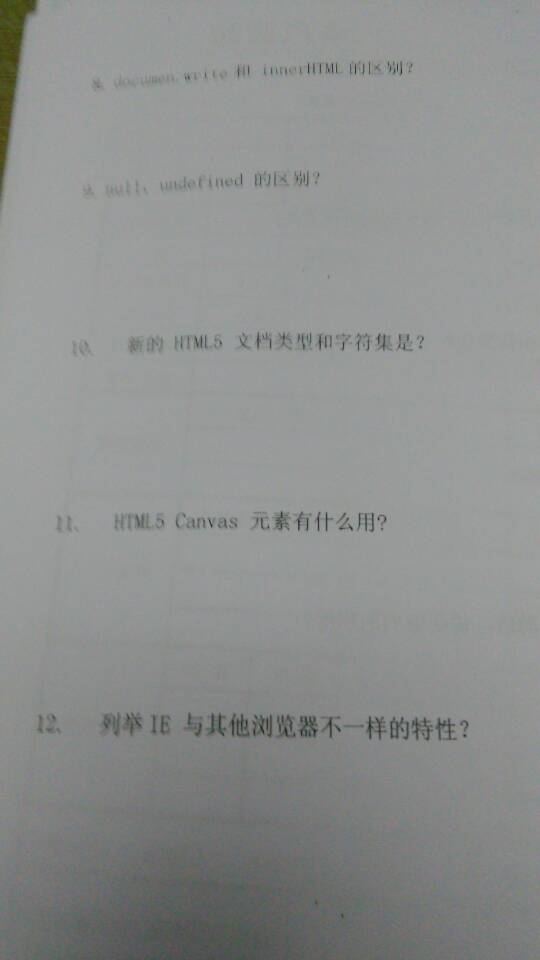 8、documen.write 和 innerHTML 的区别?
9、null、undefined 的区别?
10、 新的 HTML5 文档类型和字符集是?
11、 HTML5 Canvas 元素有什么用?
12、 列举 IE 与其他浏览器不一样的特性?